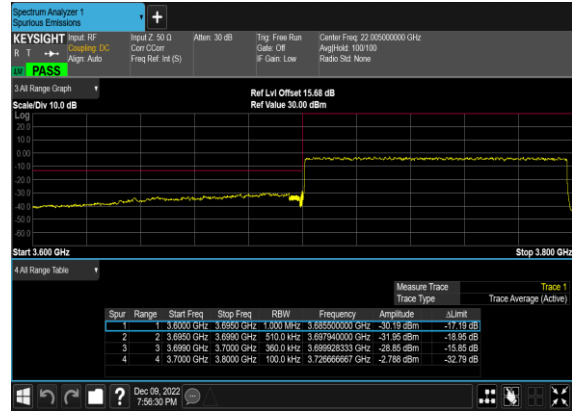 Spectrum Analyzer 1
Spurious Emissions
+
KEYSIGHT Input: RF Input Z: 50 Ω Atten: 30 dB Trig: Free Run Center Freq: 22.005000000 GHz
R T Coupling: DC Corr CCorr Gate: Off Avg|Hold: 100/100
Align: Auto Freq Ref: Int (S) IF Gain: Low Radio Std: None
LM PASS
3 All Range Graph
Ref Lvl Offset 15.68 dB
Scale/Div 10.0 dB Ref Value 30.00 dBm
Log
20.0
10.0
0.00
-10.0
-20.0
-30.0
-40.0
-50.0
-60.0
Start 3.600 GHz Stop 3.800 GHz
4 All Range Table
Measure Trace Trace 1
Trace Type Trace Average (Active)
Spur Range Start Freq Stop Freq RBW Frequency Amplitude ΔLimit
1 1 3.6000 GHz 3.6950 GHz 1.000 MHz 3.685500000 GHz -30.19 dBm -17.19 dB
2 2 3.6950 GHz 3.6990 GHz 510.0 kHz 3.697940000 GHz -31.95 dBm -18.95 dB
3 3 3.6990 GHz 3.7000 GHz 360.0 kHz 3.699928333 GHz -28.85 dBm -15.85 dB
4 4 3.7000 GHz 3.8000 GHz 100.0 kHz 3.726666667 GHz -2.788 dBm -32.79 dB
?
Dec 09, 2022
7:56:30 PM